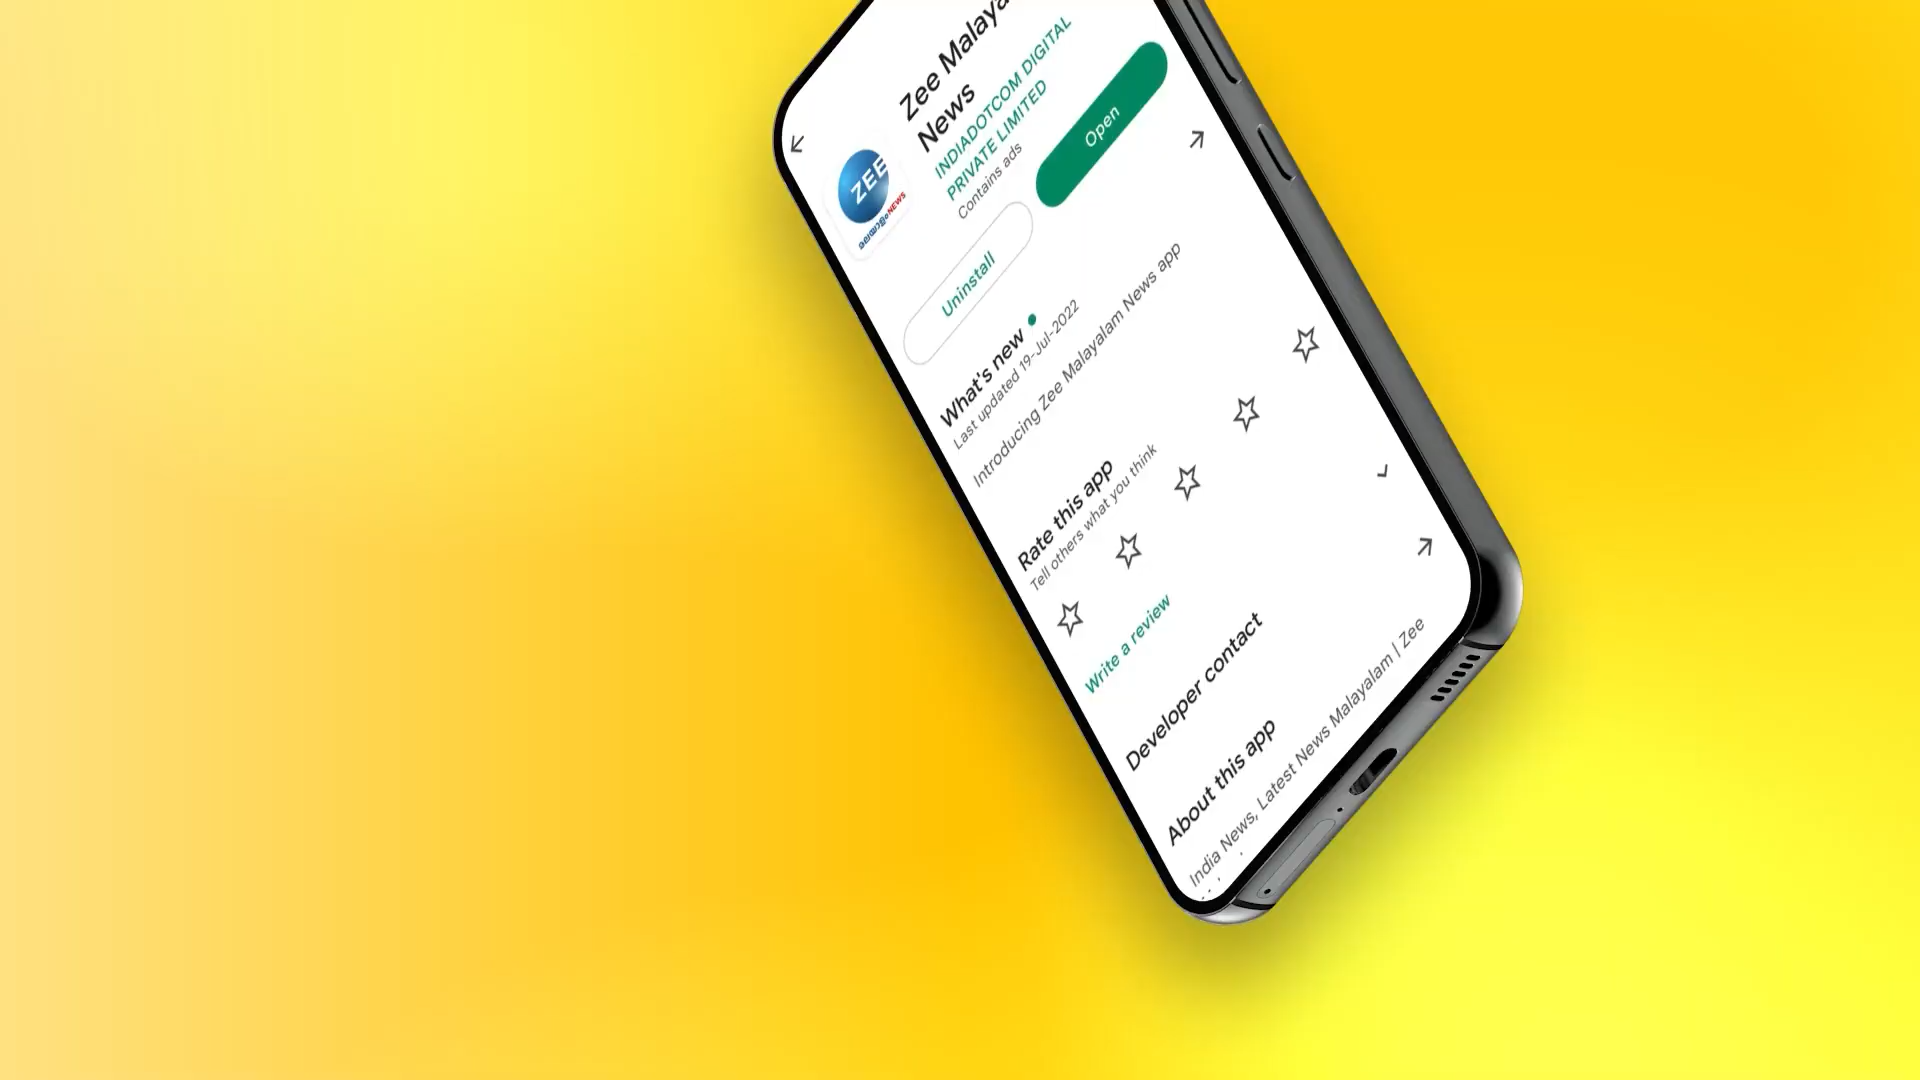 Zee Malaya
News
INDIADOTCOM DIGITAL
PRIVATE LIMITED
Contains ads
ZEE
മലയാളംNEWS
Uninstall
Open
What's new
Last updated 19-Jul-2022
Introducing Zee Malayalam News app
Rate this app
Tell others what you think
Write a review
Developer contact
About this app
India News, Latest News Malayalam | Zee